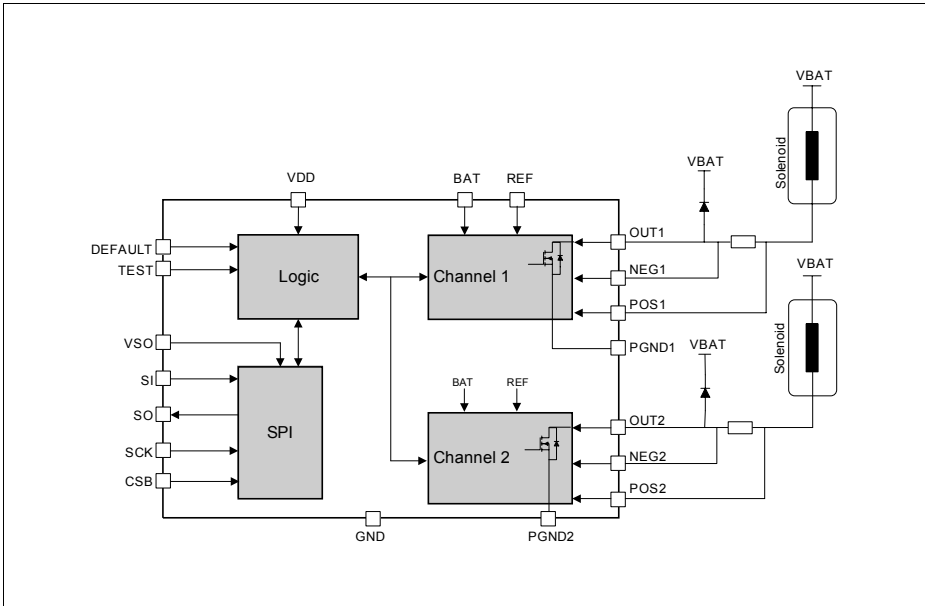 VBAT
Solenoid
VBAT
VDD
BAT
REF
DEFAULT
TEST
Logic
Channel 1
OUT1
NEG1
POS1
PGND1
VBAT
Solenoid
VBAT
VSO
SI
SO
SCK
CSB
SPI
BAT
REF
Channel 2
OUT2
NEG2
POS2
GND
PGND2